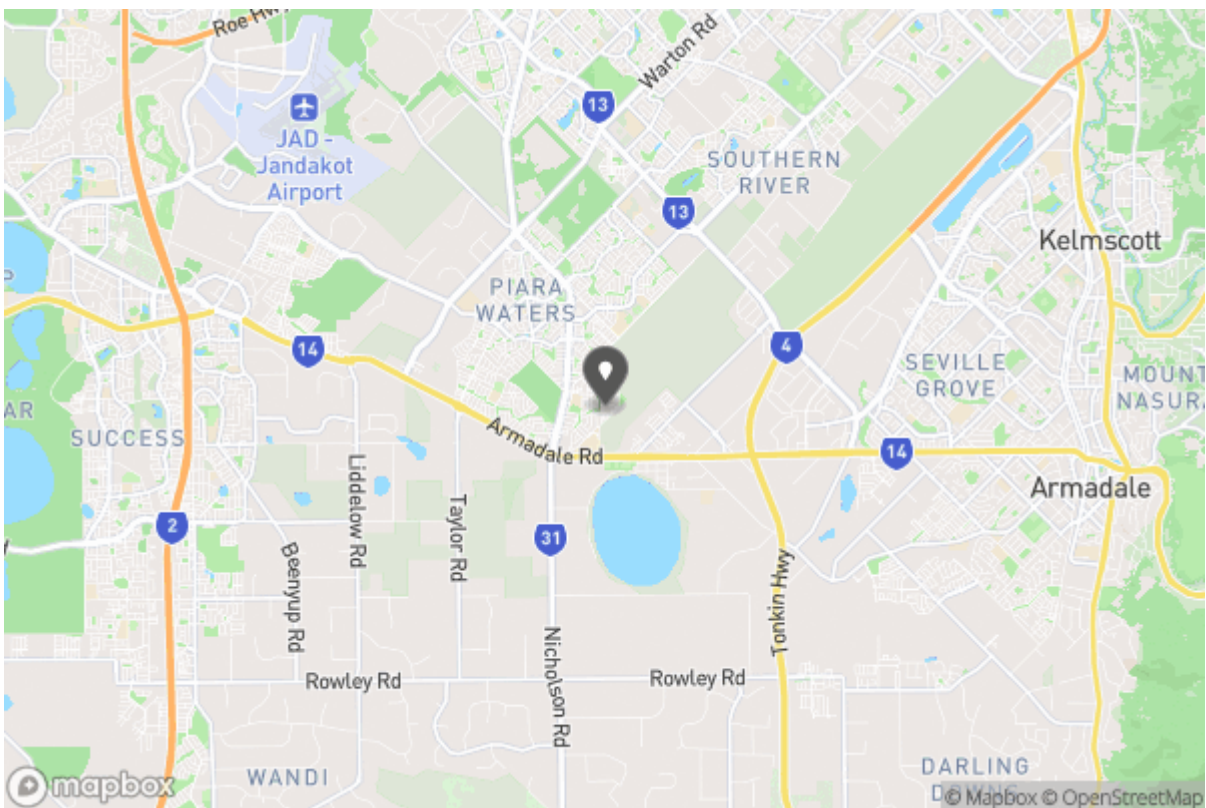 Roe Hwy
Warton Rd
13
JAD -
Jandakot
Airport
SOUTHERN
RIVER
13
Kelmscott
PIARA
WATERS
14
4
SEVILLE
GROVE
MOUNT
NASURA
SUCCESS
Armadale Rd
14
Armadale
Liddelow Rd
Taylor Rd
2
31
Beenyup Rd
Tonkin Hwy
Nicholson Rd
Rowley Rd
Rowley Rd
WANDI
DARLING
DOWNS
mapbox
© Mapbox © OpenStreetMap